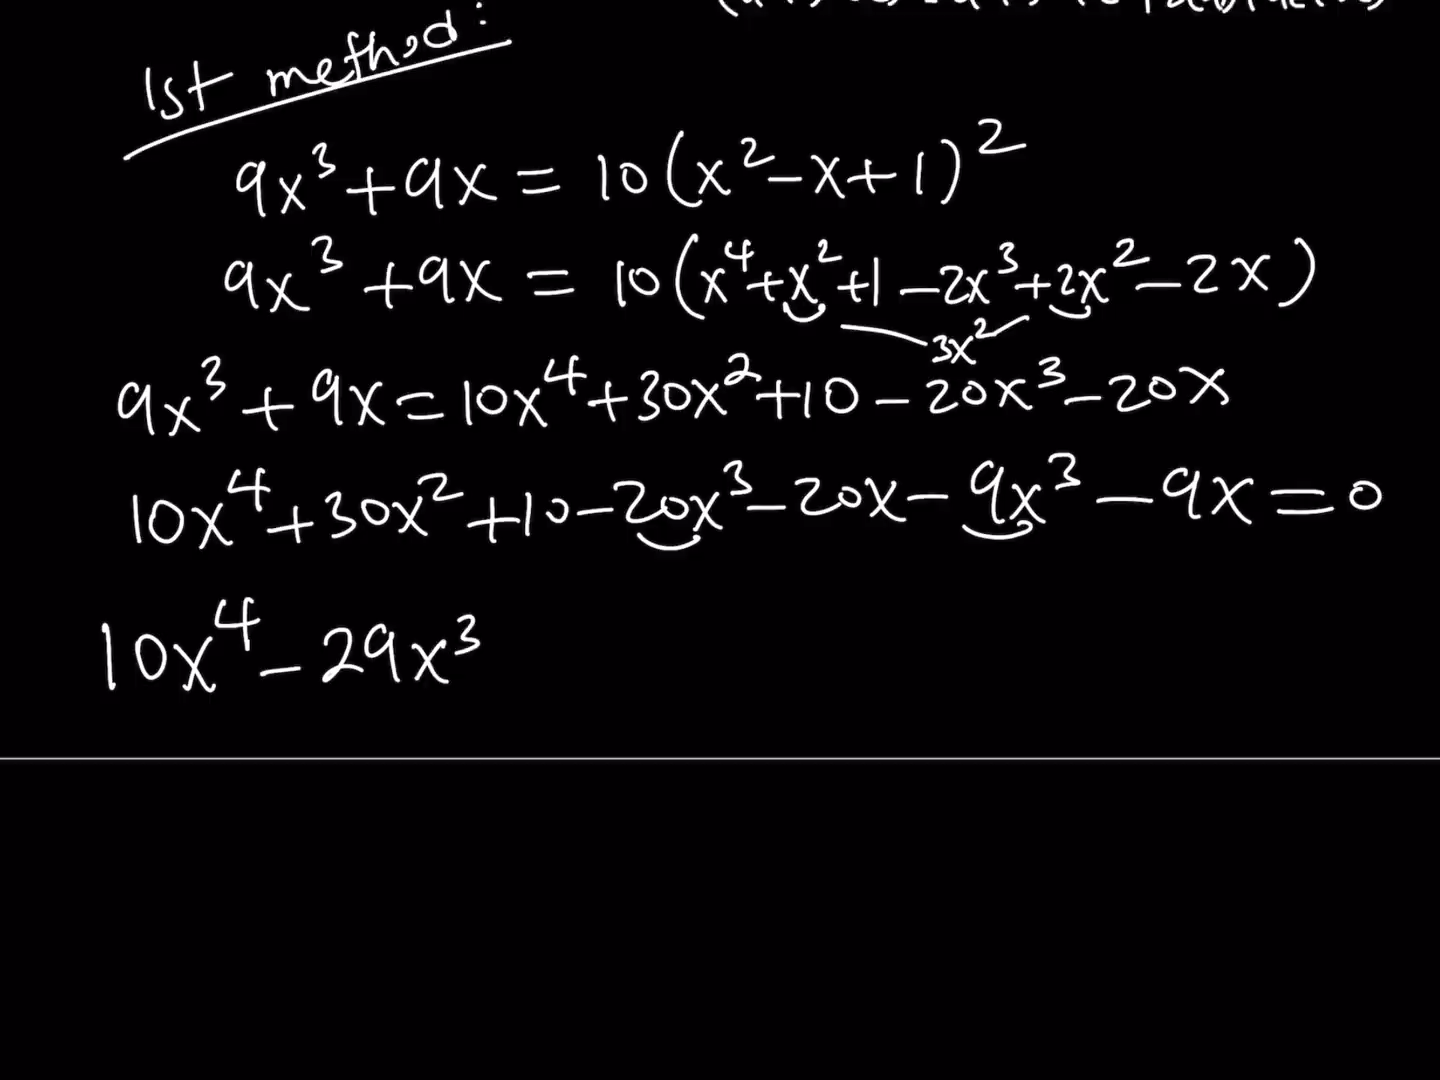 1st method:
9x³+9x = 10(x²-x+1)²
9x³+9x = 10(x⁴+x²+1-2x³+2x²-2x)
3x²
9x³+9x=10x⁴+30x²+10-20x³-20x
10x⁴+30x²+10-20x³-20x-9x³-9x=0
10x⁴-29x³